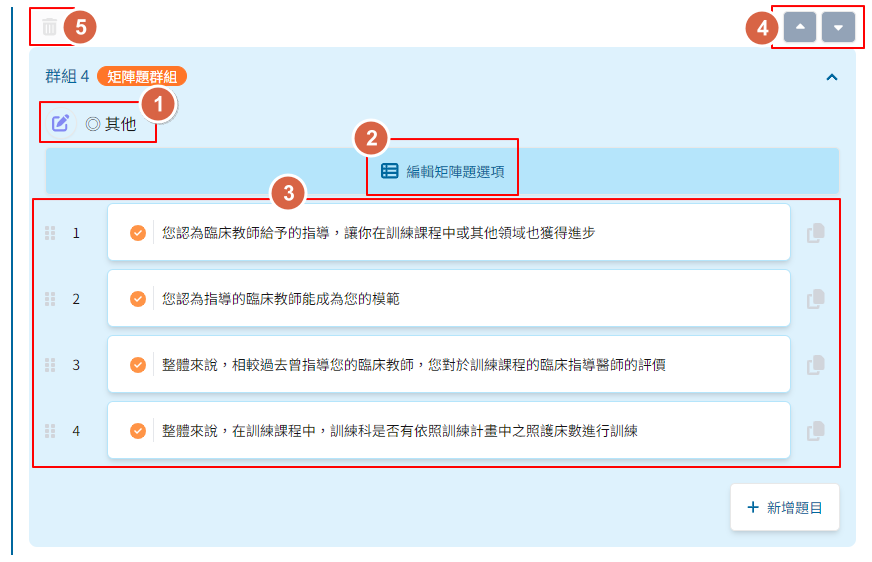 5
4
群組 4 矩陣題群組
1
◎ 其他
2
編輯矩陣題選項
3
1 您認為臨床教師給予的指導，讓你在訓練課程中或其他領域也獲得進步
2 您認為指導的臨床教師能成為您的模範
3 整體來說，相較過去曾指導您的臨床教師，您對於訓練課程的臨床指導醫師的評價
4 整體來說，在訓練課程中，訓練科是否有依照訓練計畫中之照護床數進行訓練
+ 新增題目